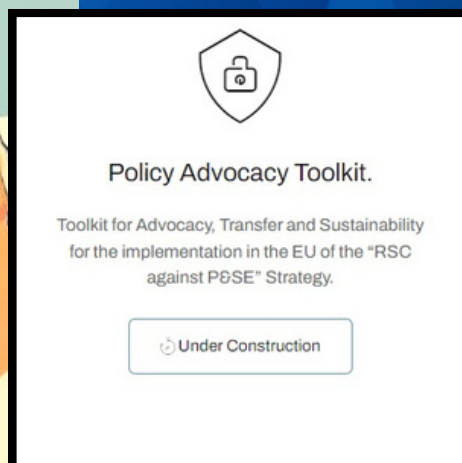 Policy Advocacy Toolkit.
Toolkit for Advocacy, Transfer and Sustainability
for the implementation in the EU of the “RSC
against P&SE” Strategy.
Under Construction